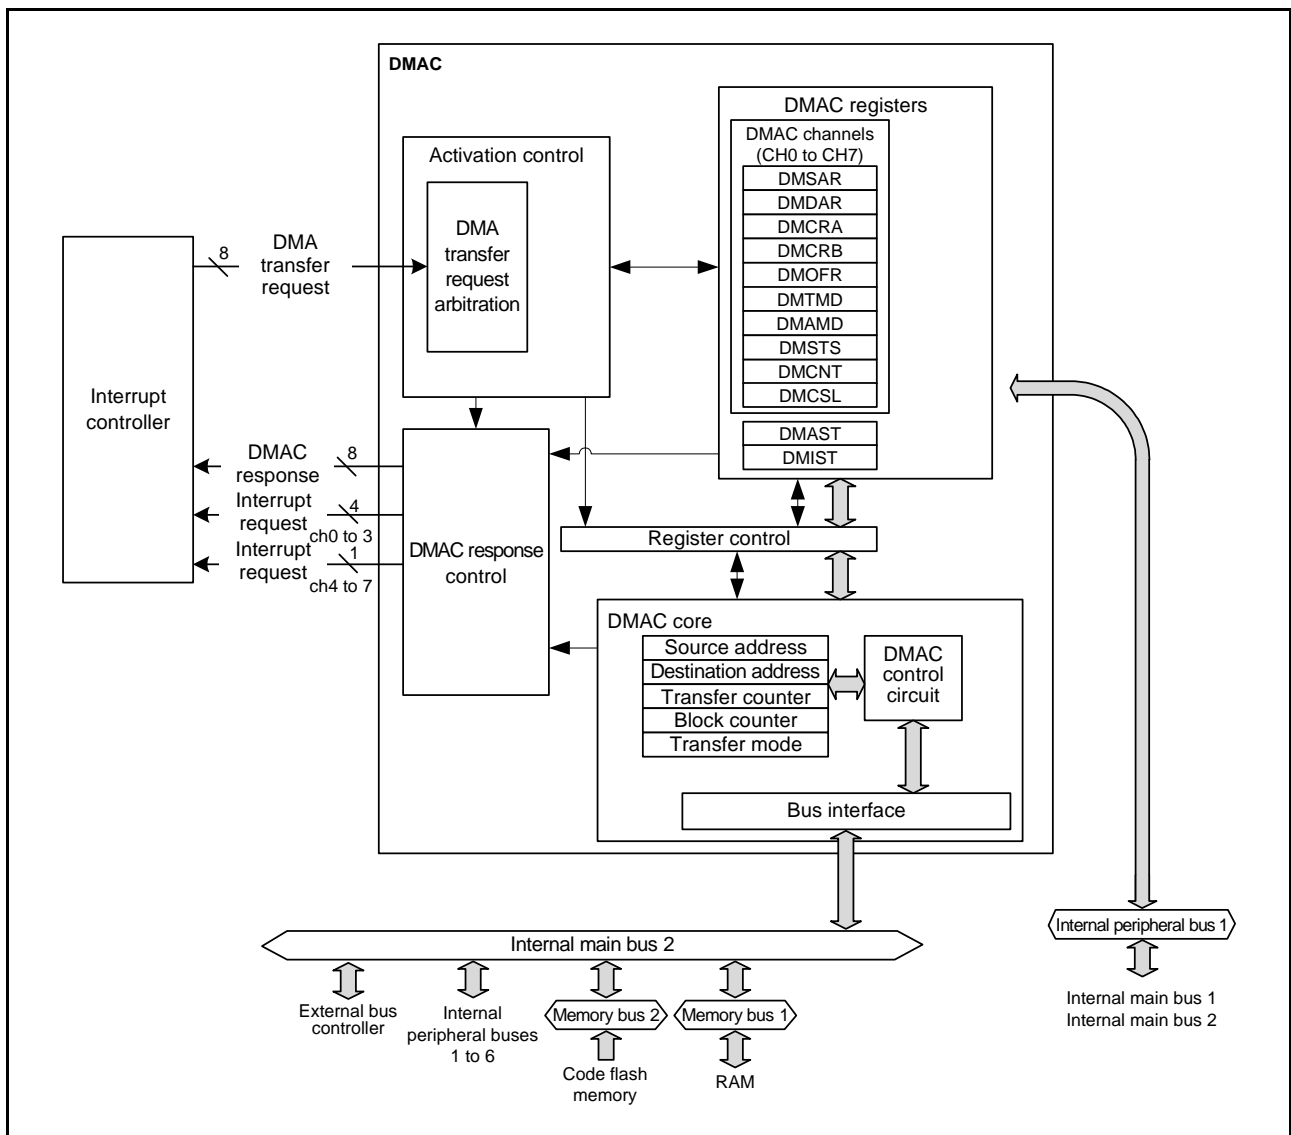 DMAC
DMAC registers
DMAC channels
(CH0 to CH7)
DMSAR
DMDAR
DMCRA
DMCRB
DMOFR
DMTMD
DMAMD
DMSTS
DMCNT
DMCSL
DMAST
DMIST
Activation control
DMA
transfer
request
arbitration
8
DMA
transfer
request
Interrupt
controller
DMAC
response
8
Interrupt
request
4
ch0 to 3
Interrupt
request
1
ch4 to 7
DMAC response
control
Register control
DMAC core
Source address
Destination address
Transfer counter
Block counter
Transfer mode
DMAC
control
circuit
Bus interface
Internal main bus 2
Internal peripheral bus 1
External bus
controller
Internal
peripheral buses
1 to 6
Memory bus 2
Memory bus 1
Code flash
memory
RAM
Internal main bus 1
Internal main bus 2